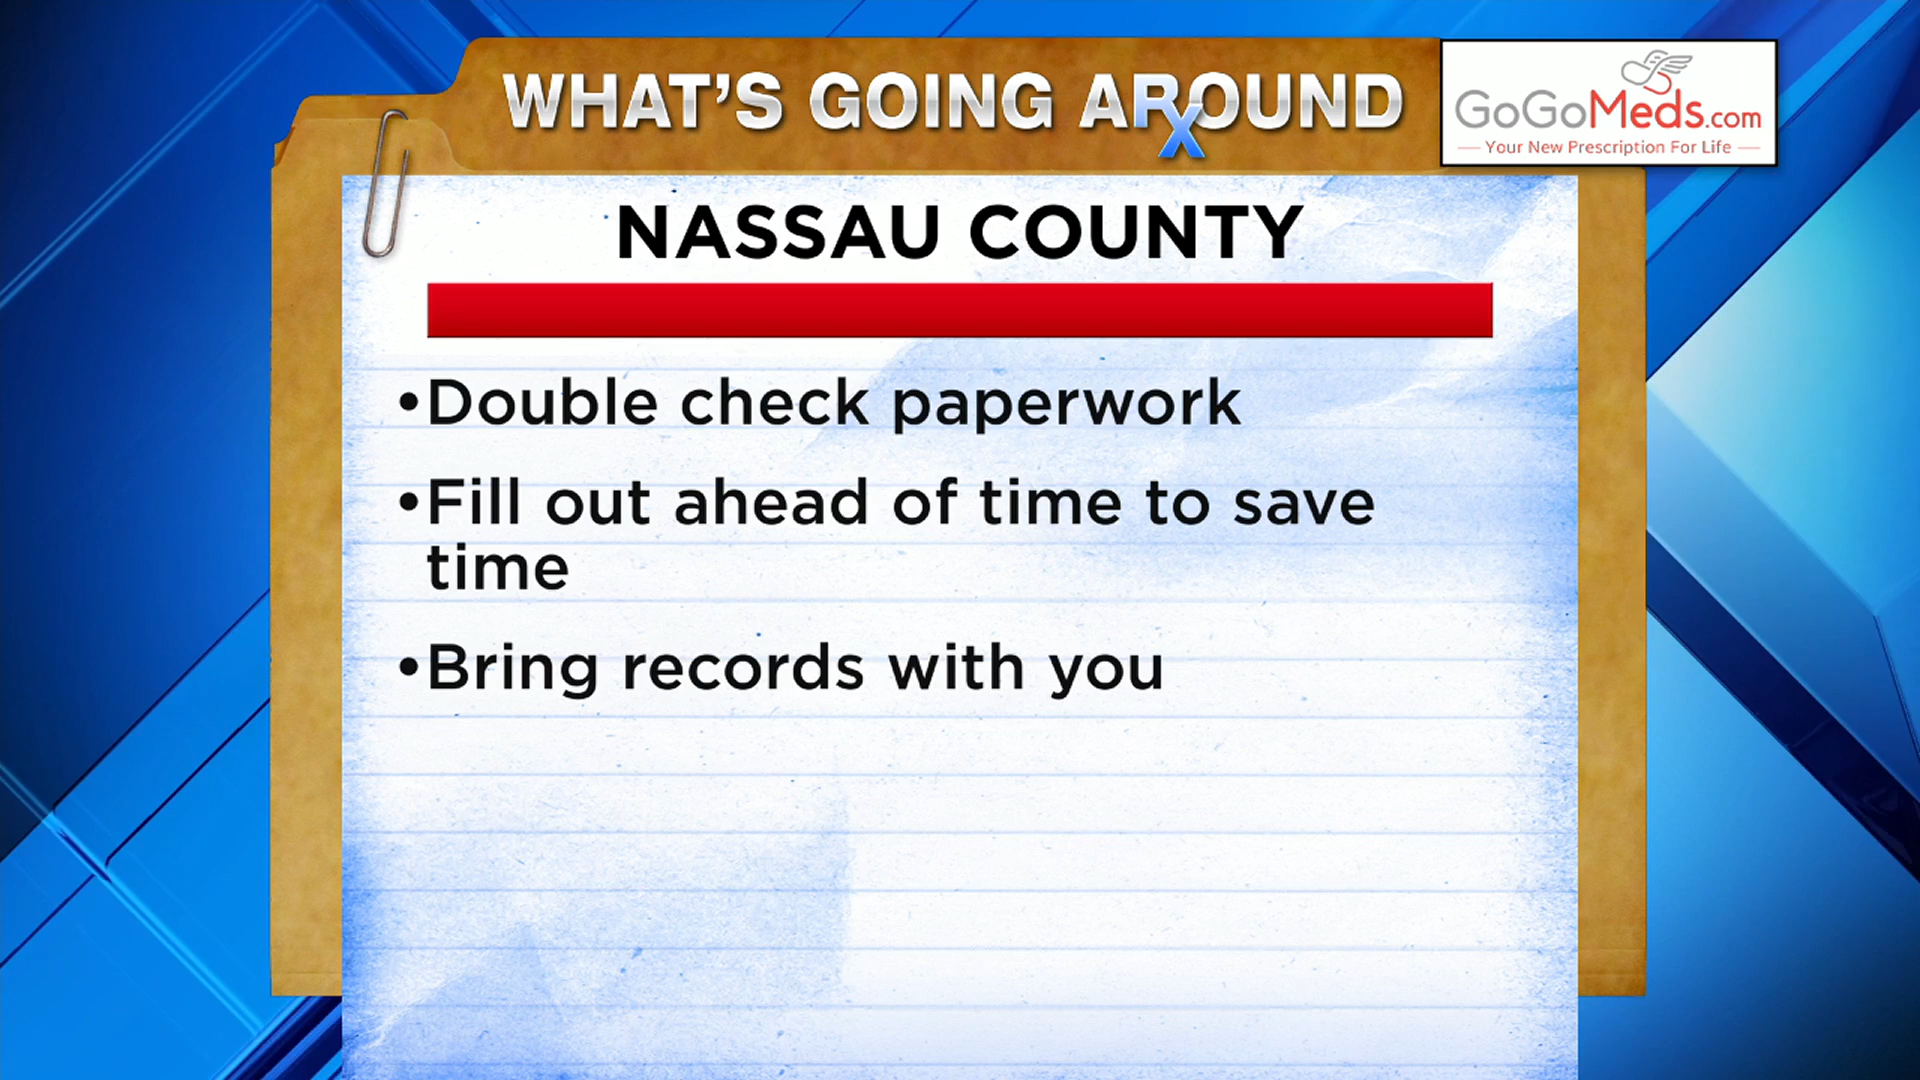 WHAT'S GOING AROUND
GoGoMeds.com
Your New Prescription For Life
NASSAU COUNTY
•Double check paperwork
•Fill out ahead of time to save
time
•Bring records with you